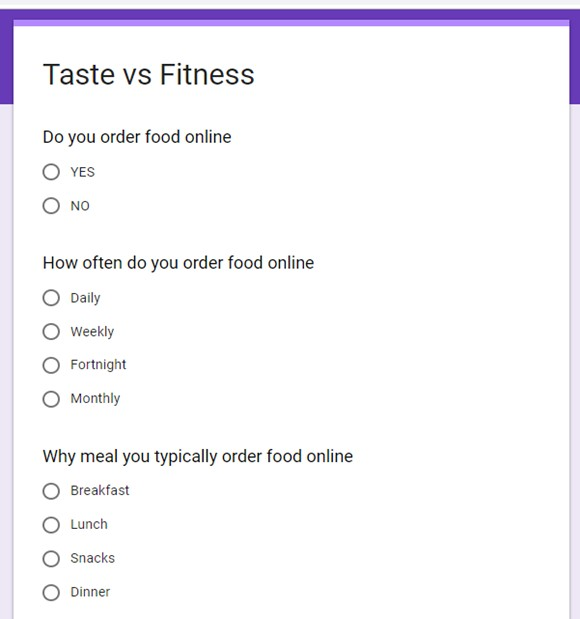 Taste vs Fitness
Do you order food online
YES
NO
How often do you order food online
Daily
Weekly
Fortnight
Monthly
Why meal you typically order food online
Breakfast
Lunch
Snacks
Dinner